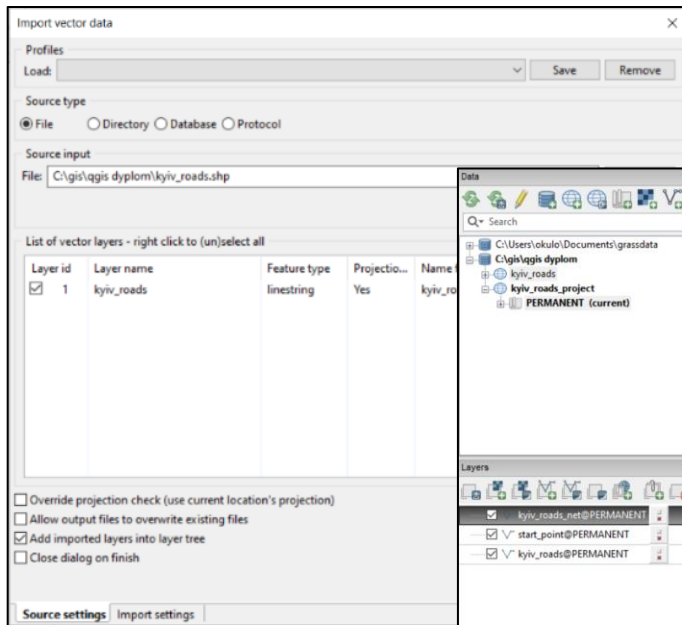 Import vector data
Profiles
Load:
Save
Remove
Source type
File
Directory
Database
Protocol
Source input
File: C:\gis\qgis dyplom\kyiv_roads.shp
List of vector layers - right click to (un)select all
Layer id Layer name Feature type Projectio...
1 kyiv_roads linestring Yes
Override projection check (use current location's projection)
Allow output files to overwrite existing files
Add imported layers into layer tree
Close dialog on finish
Source settings
Import settings
Data
Search
C:\Users\okulo\Documents\grassdata
C:\gis\qgis dyplom
kyiv_roads
kyiv_roads_project
PERMANENT (current)
Layers
kyiv_roads_net@PERMANENT
start_point@PERMANENT
kyiv_roads@PERMANENT